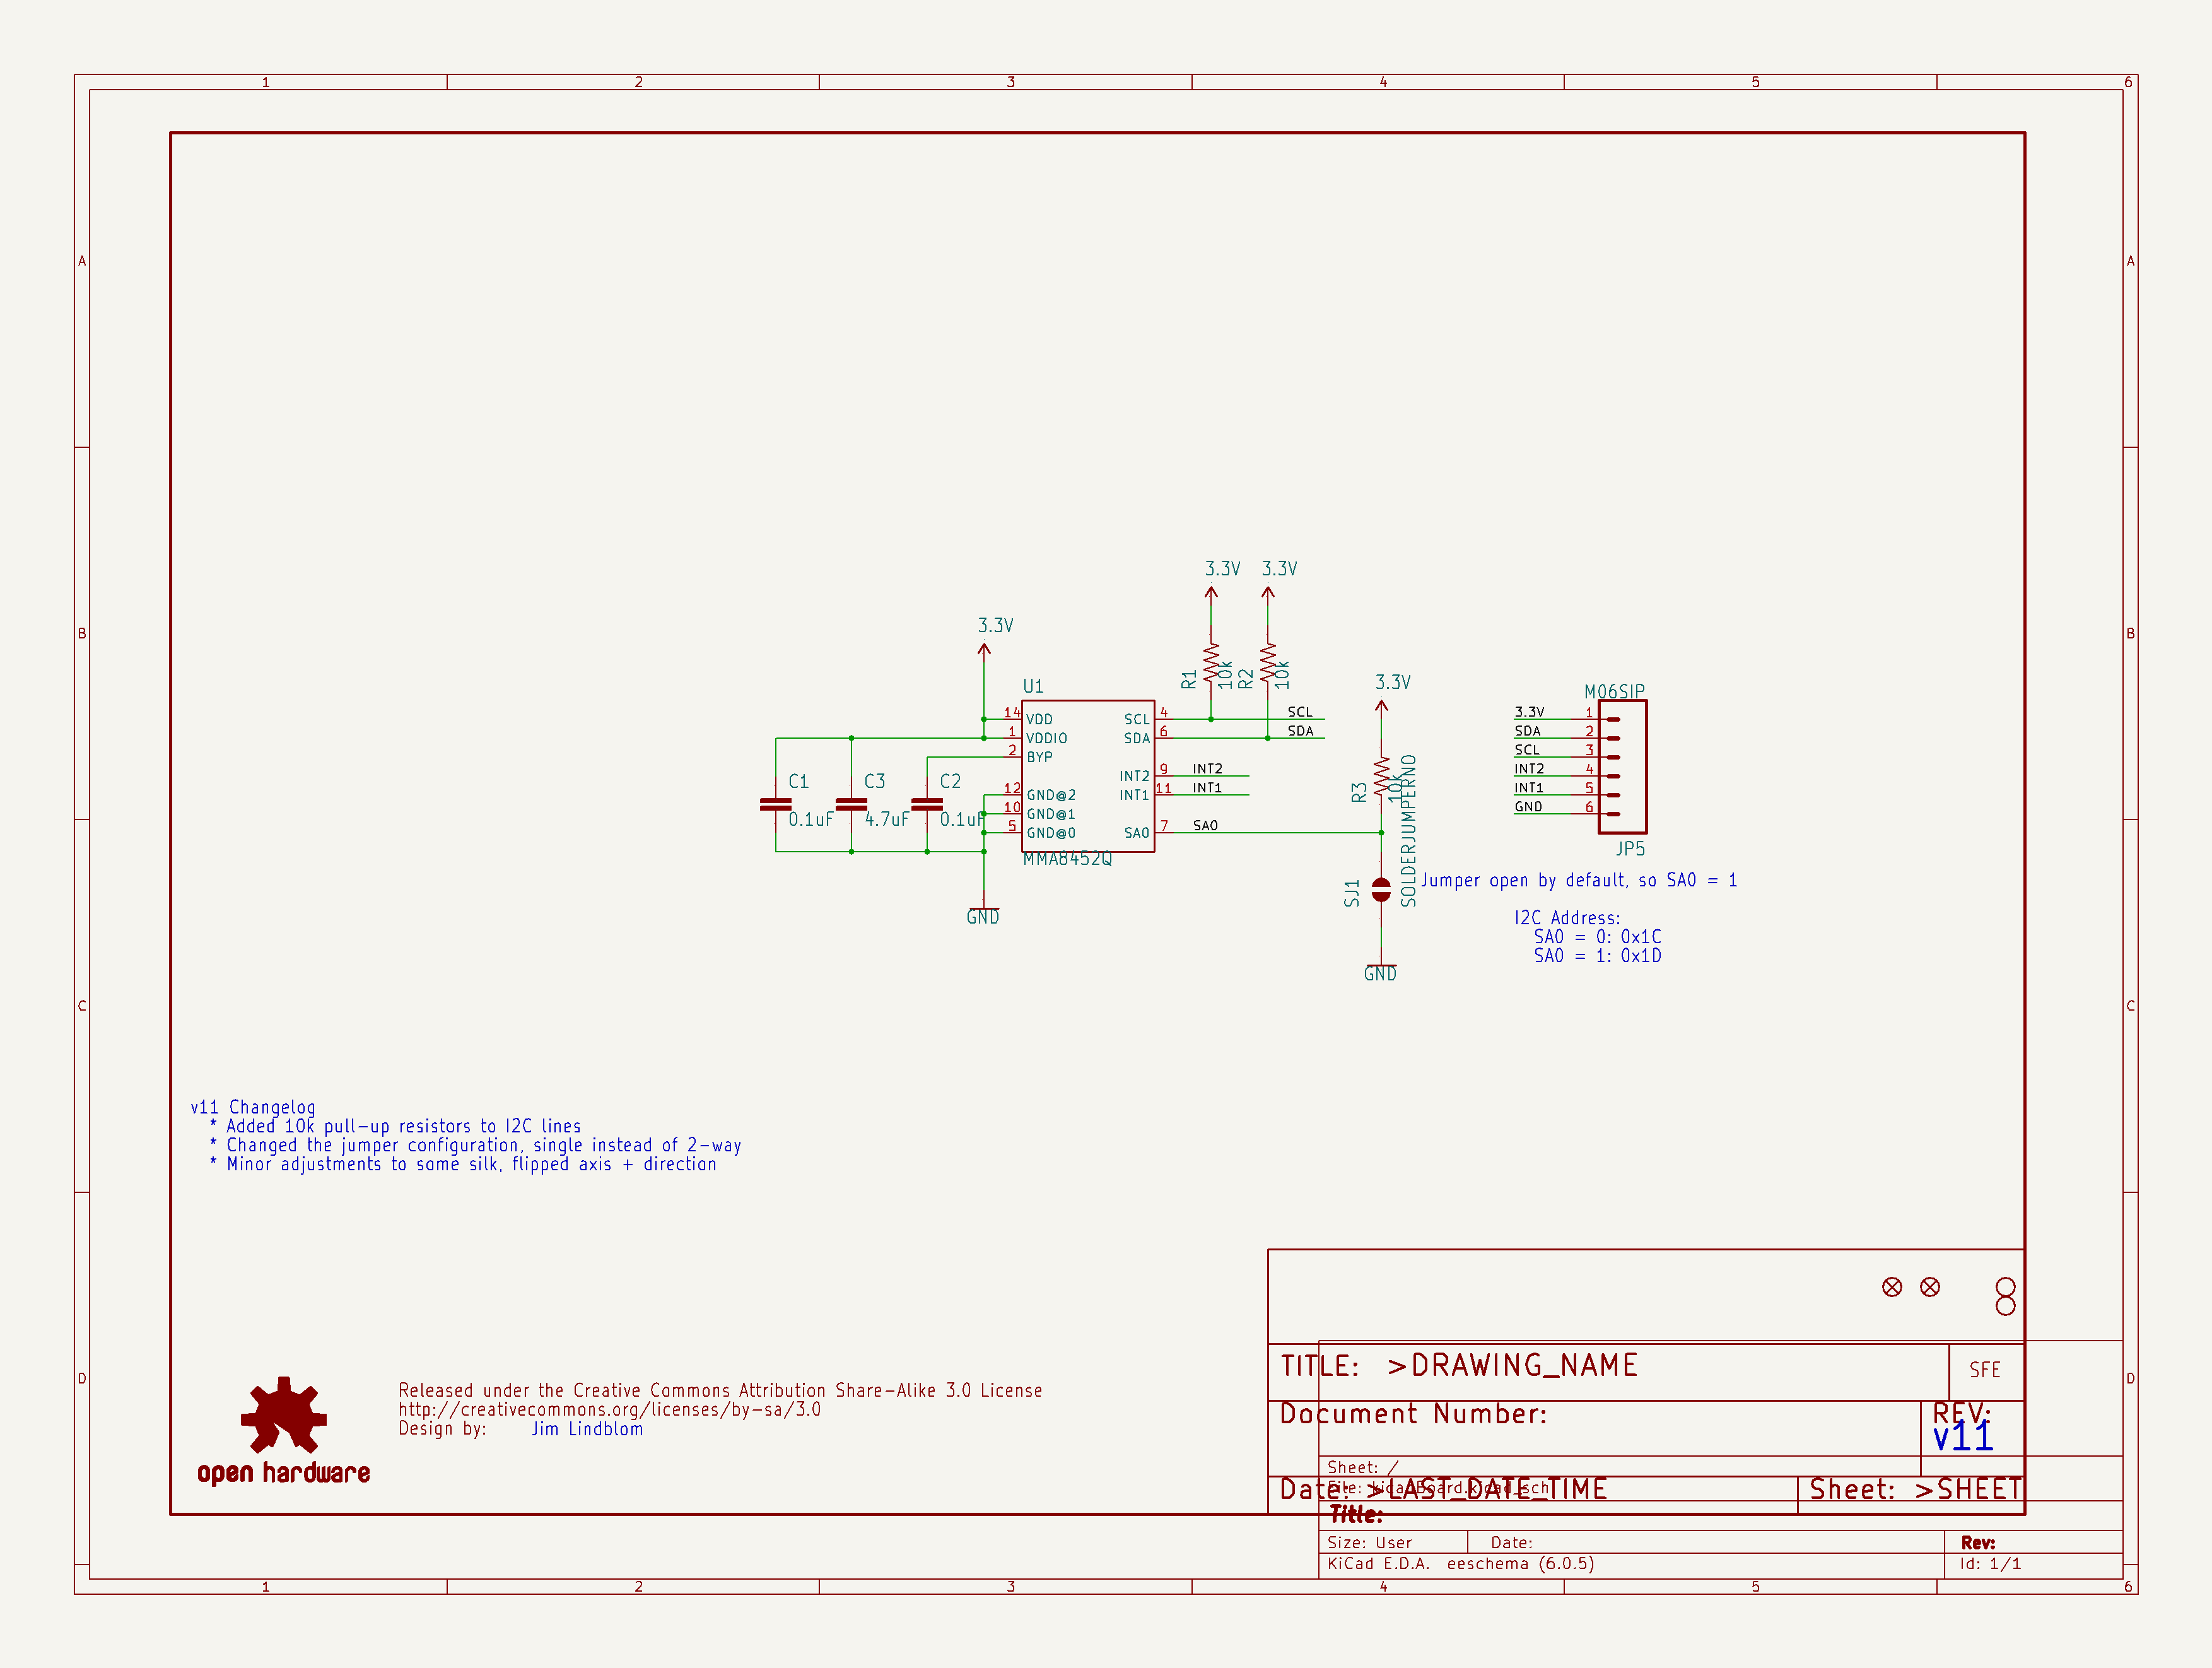 1 2 3 4 5 6
A A
B B
C C
D D
3.3V 3.3V
3.3V
R1 10k R2 10k
3.3V
U1
14 VDD
1 VDDIO
2 BYP
12 GND@2
10 GND@1
5 GND@0
SCL 4 SCL
SDA 6 SDA
INT2 9 INT2
INT1 11 INT1
SA0 7 SA0
MMA8452Q
C1 0.1uF
C3 4.7uF
C2 0.1uF
GND
R3 10k
SJ1 SOLDERJUMPERNO
GND
M06SIP
3.3V 1
SDA 2
SCL 3
INT2 4
INT1 5
GND 6
JP5
Jumper open by default, so SA0 = 1
I2C Address:
SA0 = 0: 0x1C
SA0 = 1: 0x1D
v11 Changelog
* Added 10k pull-up resistors to I2C lines
* Changed the jumper configuration, single instead of 2-way
* Minor adjustments to some silk, flipped axis + direction
open hardware
Released under the Creative Commons Attribution Share-Alike 3.0 License
http://creativecommons.org/licenses/by-sa/3.0
Design by: Jim Lindblom
TITLE: >DRAWING_NAME
SFE
Document Number:
REV:
v11
Date: >LAST_DATE_TIME
Sheet: >SHEET
Sheet: /
File: kicadBoard.kicad_sch
Title:
Size: User Date: Rev:
KiCad E.D.A. eeschema (6.0.5) Id: 1/1
1 2 3 4 5 6